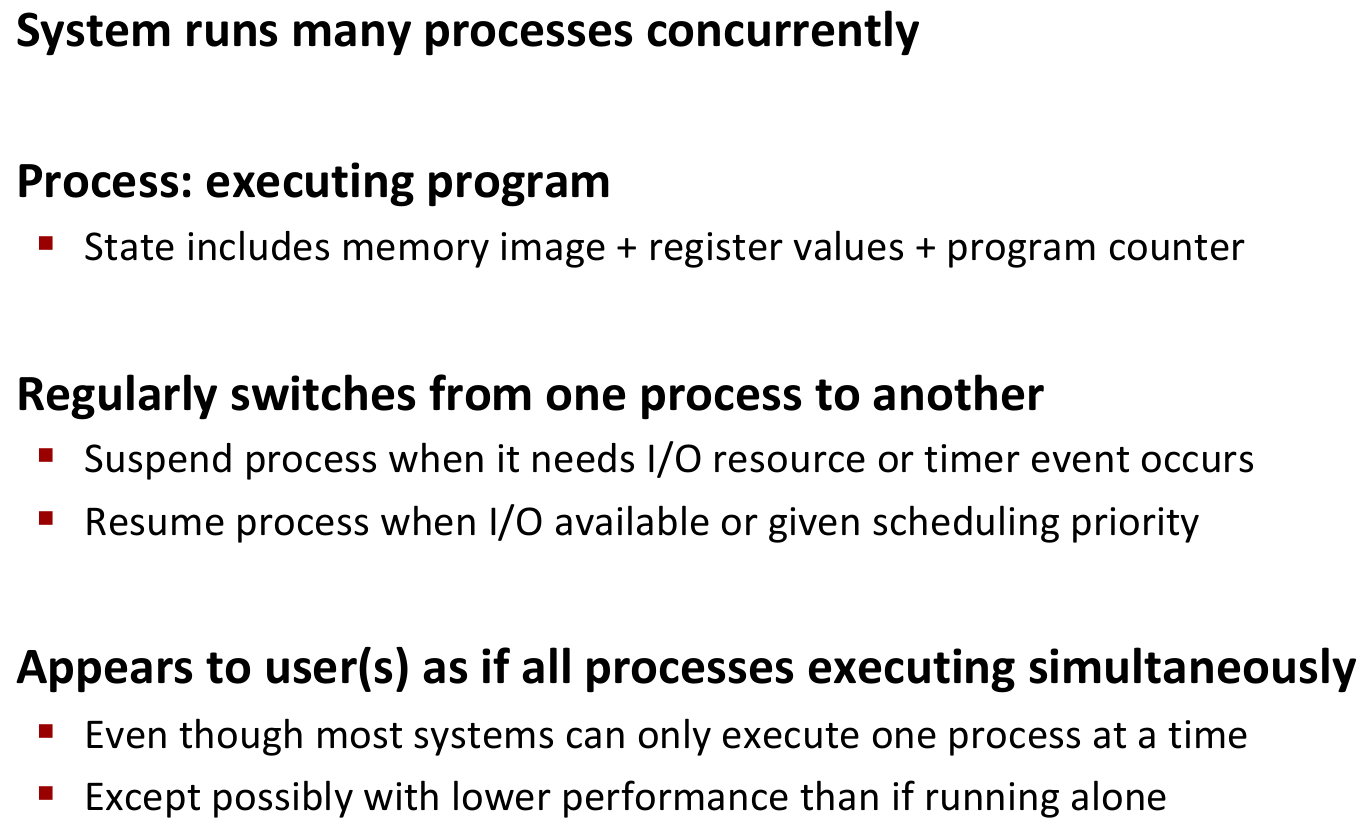 System runs many processes concurrently
Process: executing program
▪ State includes memory image + register values + program counter
Regularly switches from one process to another
▪ Suspend process when it needs I/O resource or timer event occurs
▪ Resume process when I/O available or given scheduling priority
Appears to user(s) as if all processes executing simultaneously
▪ Even though most systems can only execute one process at a time
▪ Except possibly with lower performance than if running alone